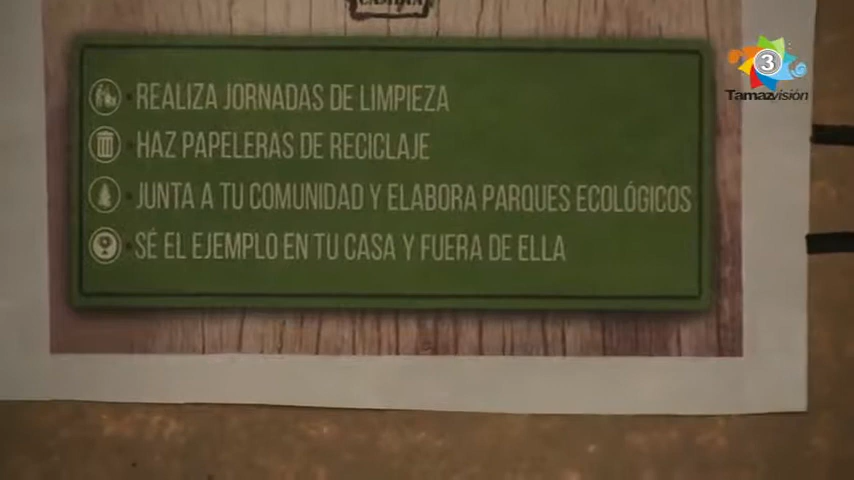 3
Tamazvisión
• REALIZA JORNADAS DE LIMPIEZA
• HAZ PAPELERAS DE RECICLAJE
• JUNTA A TU COMUNIDAD Y ELABORA PARQUES ECOLÓGICOS
• SÉ EL EJEMPLO EN TU CASA Y FUERA DE ELLA